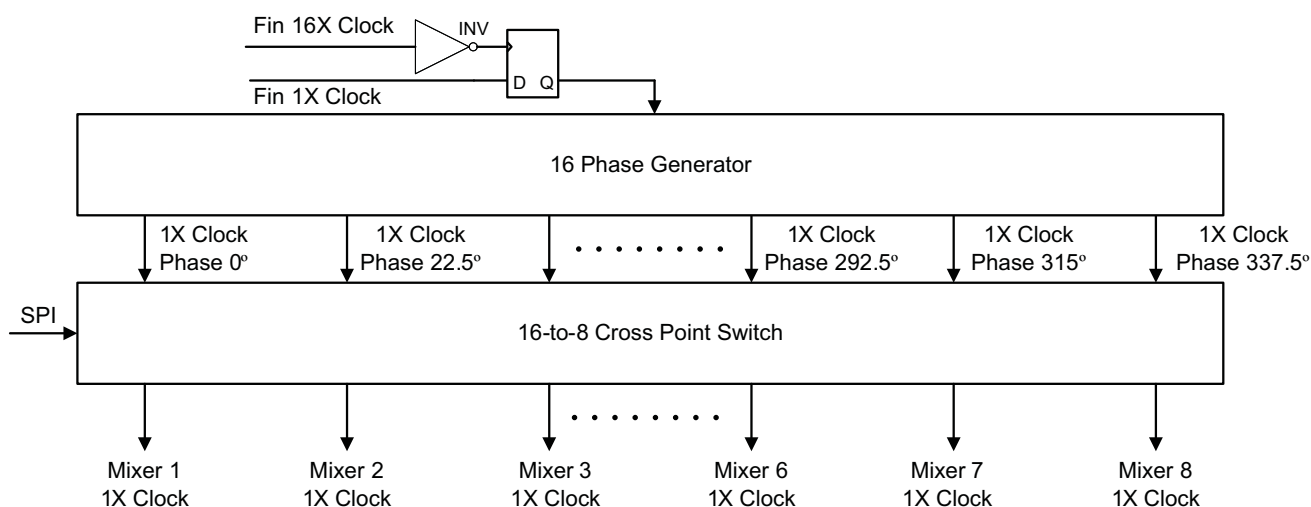 Fin 16X Clock
INV
D Q
Fin 1X Clock
16 Phase Generator
1X Clock
Phase 0º
1X Clock
Phase 22.5º
1X Clock
Phase 292.5º
1X Clock
Phase 315º
1X Clock
Phase 337.5º
SPI
16-to-8 Cross Point Switch
Mixer 1
1X Clock
Mixer 2
1X Clock
Mixer 3
1X Clock
Mixer 6
1X Clock
Mixer 7
1X Clock
Mixer 8
1X Clock